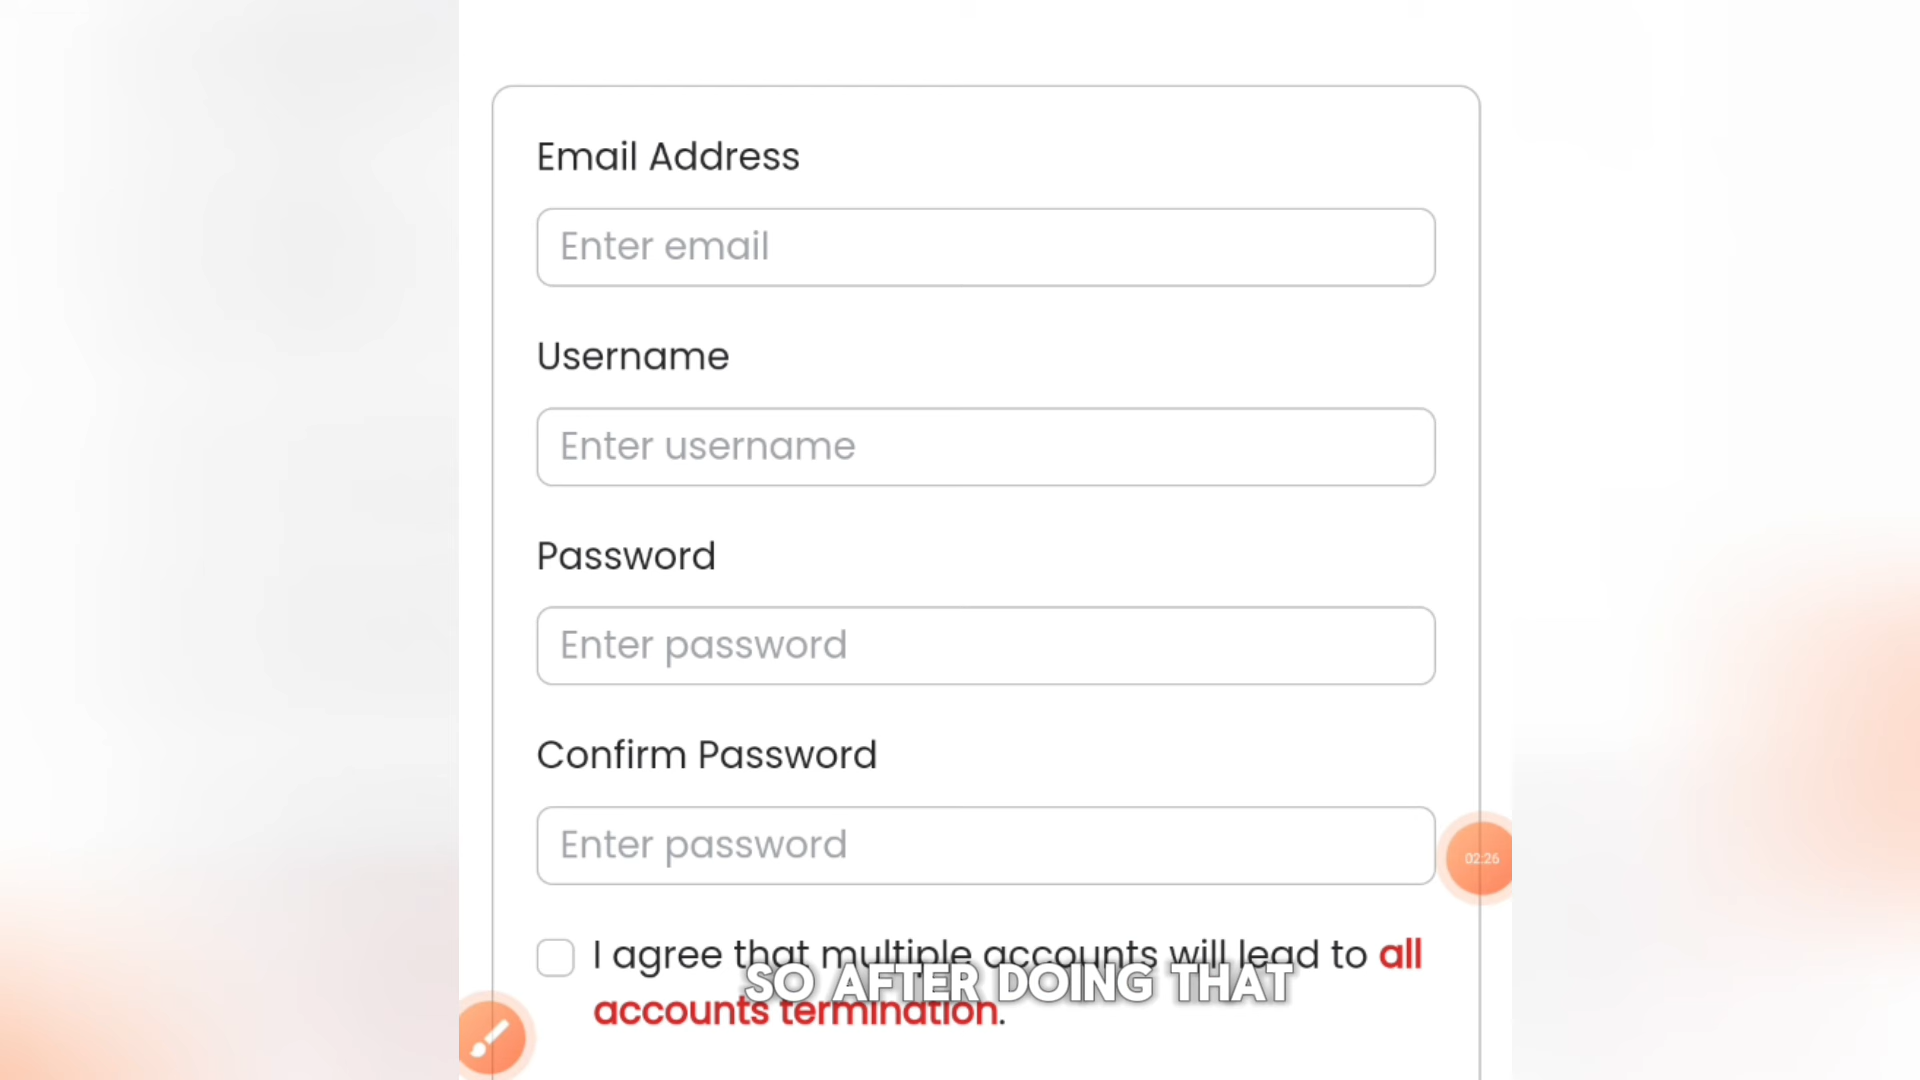 Email Address
Enter email
Username
Enter username
Password
Enter password
Confirm Password
Enter password
02:26
I agree that multiple accounts will lead to all
SO AFTER DOING THAT
accounts termination.